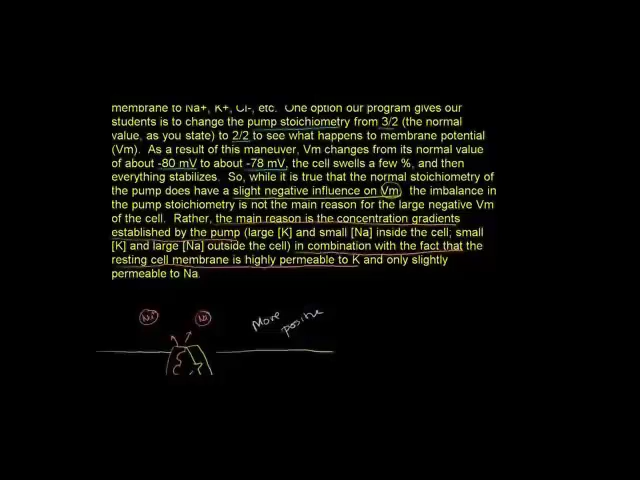 membrane to Na+, K+, Cl-, etc.  One option our program gives our
students is to change the pump stoichiometry from 3/2 (the normal
value, as you state) to 2/2 to see what happens to membrane potential
(Vm).  As a result of this maneuver, Vm changes from its normal value
of about -80 mV to about -78 mV, the cell swells a few %, and then
everything stabilizes.  So, while it is true that the normal stoichiometry of
the pump does have a slight negative influence on Vm  the imbalance in
the pump stoichiometry is not the main reason for the large negative Vm
of the cell.  Rather, the main reason is the concentration gradients
established by the pump (large [K] and small [Na] inside the cell; small
[K] and large [Na] outside the cell) in combination with the fact that the
resting cell membrane is highly permeable to K and only slightly
permeable to Na.
More
positive